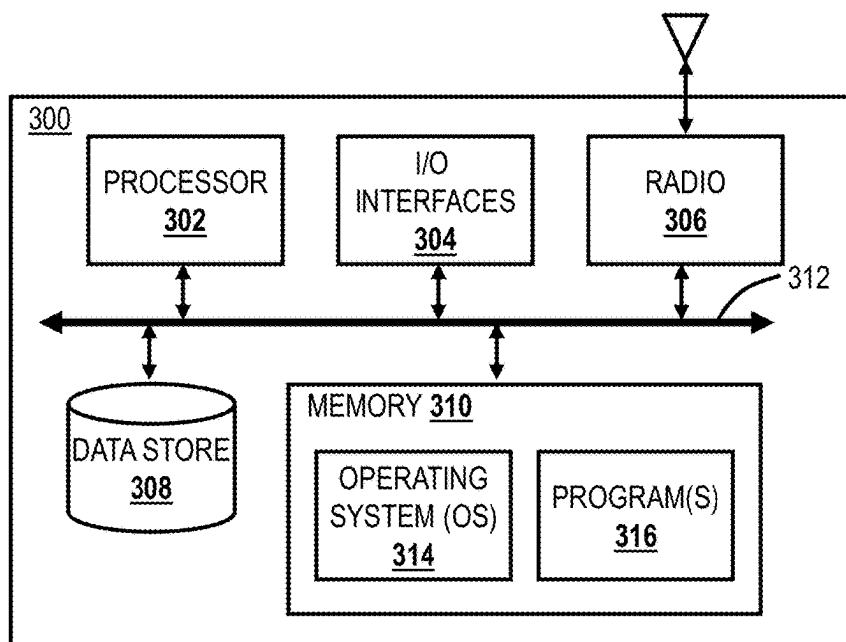 300
PROCESSOR
302
I/O
INTERFACES
304
RADIO
306
312
DATA STORE
308
MEMORY 310
OPERATING
SYSTEM (OS)
314
PROGRAM(S)
316